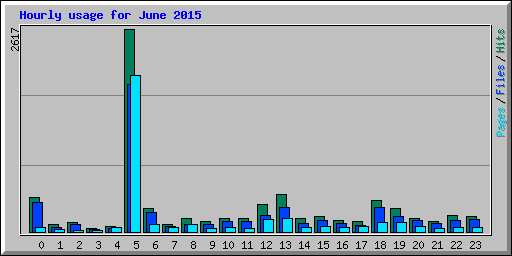 Hourly usage for June 2015
2617
Pages / Files / Hits
0 1 2 3 4 5 6 7 8 9 10 11 12 13 14 15 16 17 18 19 20 21 22 23